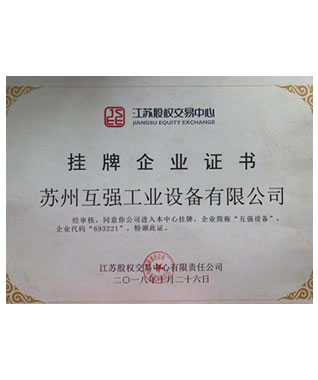 JSEE
江苏股权交易中心
JIANGSU EQUITY EXCHANGE
挂牌企业证书
苏州互强工业设备有限公司
经审核，同意你公司进入本中心挂牌，企业简称“互强设备”，
企业代码“693221”。特颁此证。
江苏股权交易中心有限责任公司
二〇一八年十月二十六日